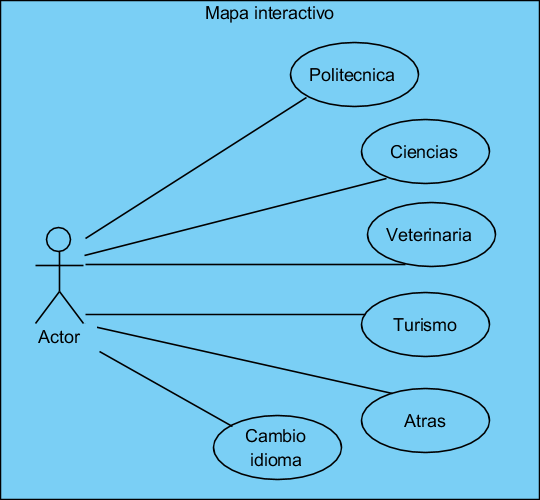 Mapa interactivo
Politecnica
Ciencias
Veterinaria
Turismo
Actor
Atras
Cambio
idioma